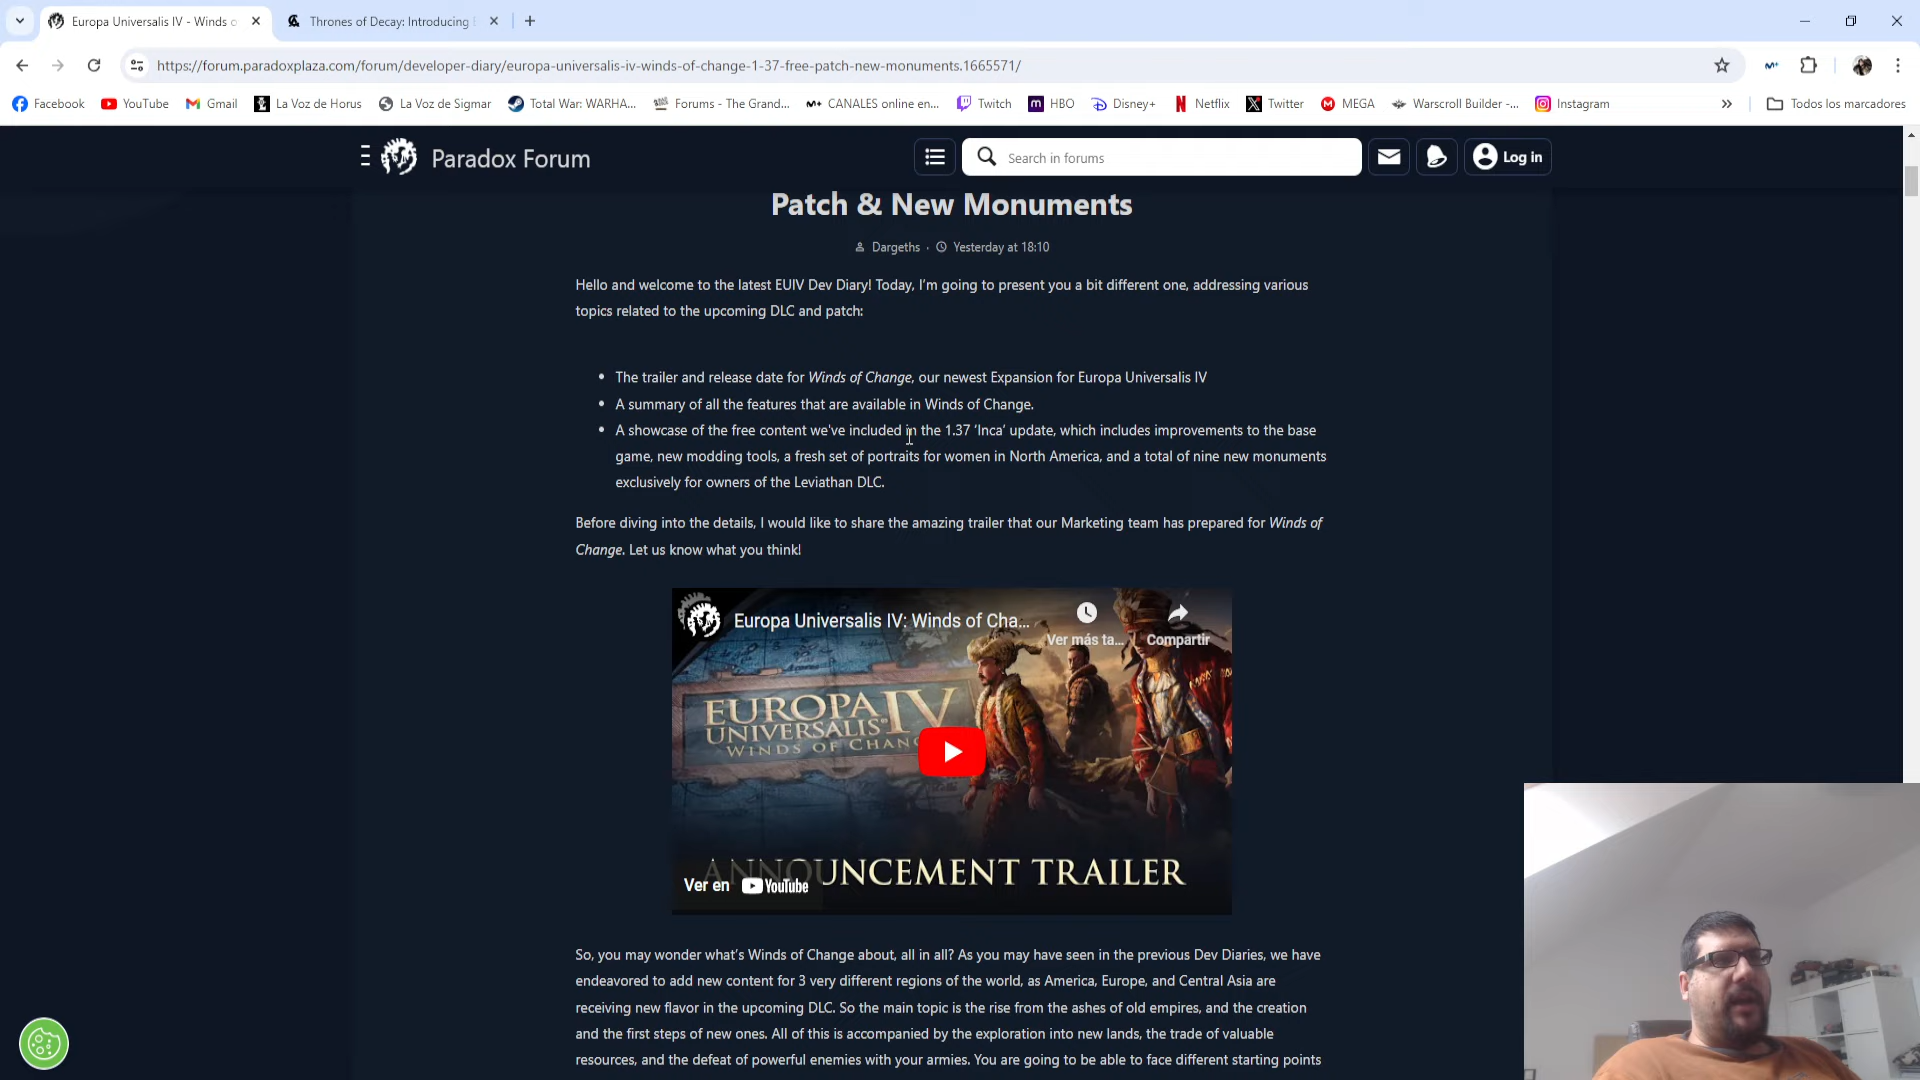 Europa Universalis IV - Winds o
Thrones of Decay: Introducing
https://forum.paradoxplaza.com/forum/developer-diary/europa-universalis-iv-winds-of-change-1-37-free-patch-new-monuments.1665571/
Facebook YouTube Gmail La Voz de Horus La Voz de Sigmar Total War: WARHA... Forums - The Grand... CANALES online en... Twitch HBO Disney+ Netflix Twitter MEGA Warscroll Builder -... Instagram » Todos los marcadores
Paradox Forum
Search in forums
Log in
Patch & New Monuments
Dargeths · Yesterday at 18:10
Hello and welcome to the latest EUIV Dev Diary! Today, I'm going to present you a bit different one, addressing various
topics related to the upcoming DLC and patch:
• The trailer and release date for Winds of Change, our newest Expansion for Europa Universalis IV
• A summary of all the features that are available in Winds of Change.
• A showcase of the free content we've included in the 1.37 ‘Inca’ update, which includes improvements to the base
game, new modding tools, a fresh set of portraits for women in North America, and a total of nine new monuments
exclusively for owners of the Leviathan DLC.
Before diving into the details, I would like to share the amazing trailer that our Marketing team has prepared for Winds of
Change. Let us know what you think!
Europa Universalis IV: Winds of Cha...
Ver más ta...
Compartir
EUROPA
UNIVERSALIS IV
WINDS OF CHAN
ANNOUNCEMENT TRAILER
Ver en YouTube
So, you may wonder what's Winds of Change about, all in all? As you may have seen in the previous Dev Diaries, we have
endeavored to add new content for 3 very different regions of the world, as America, Europe, and Central Asia are
receiving new flavor in the upcoming DLC. So the main topic is the rise from the ashes of old empires, and the creation
and the first steps of new ones. All of this is accompanied by the exploration into new lands, the trade of valuable
resources, and the defeat of powerful enemies with your armies. You are going to be able to face different starting points